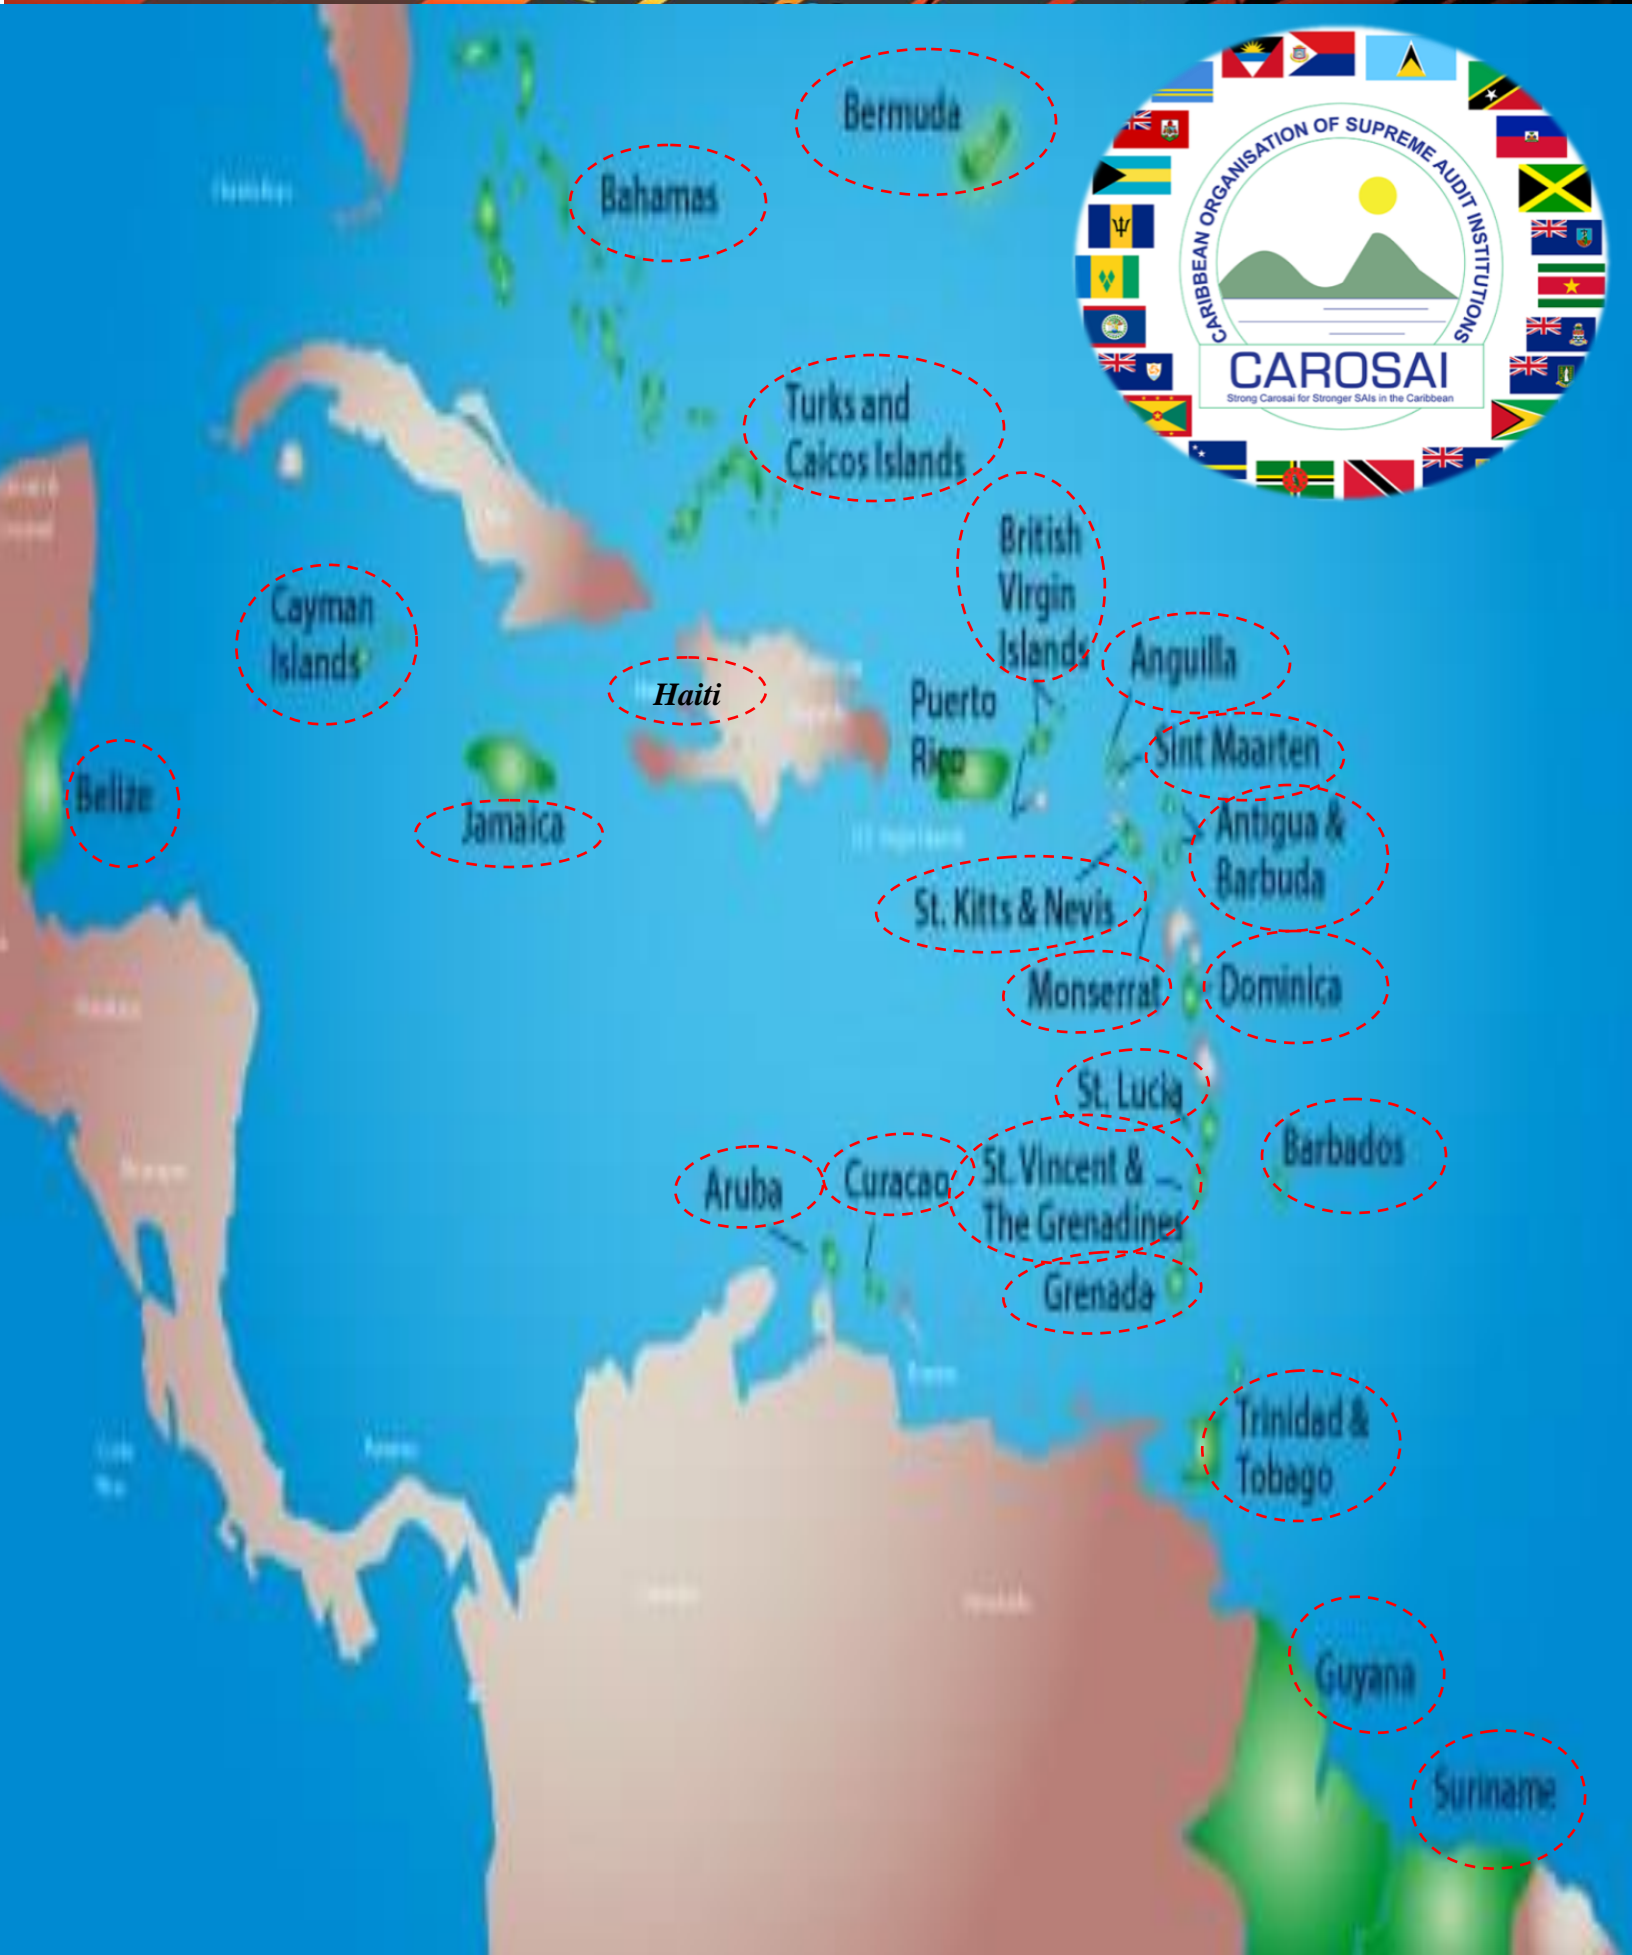 Bermuda
Bahamas
CARIBBEAN ORGANISATION OF SUPREME AUDIT INSTITUTIONS
CAROSAI
Strong Carosai for Stronger SAIs in the Caribbean
Turks and
Caicos Islands
British
Virgin
Islands
Cayman
Islands
Anguilla
Haiti
Puerto
Rico
Sint Maarten
Belize
Jamaica
Antigua &
Barbuda
St. Kitts & Nevis
Monserrat
Dominica
St. Lucia
Barbados
Aruba
Curacao
St. Vincent &
The Grenadines
Grenada
Trinidad &
Tobago
Guyana
Suriname